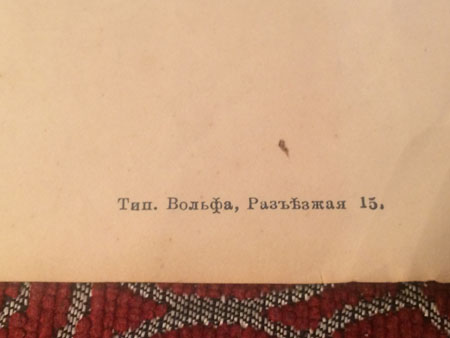 Тип. Вольфа, Разъѣзжая 15.